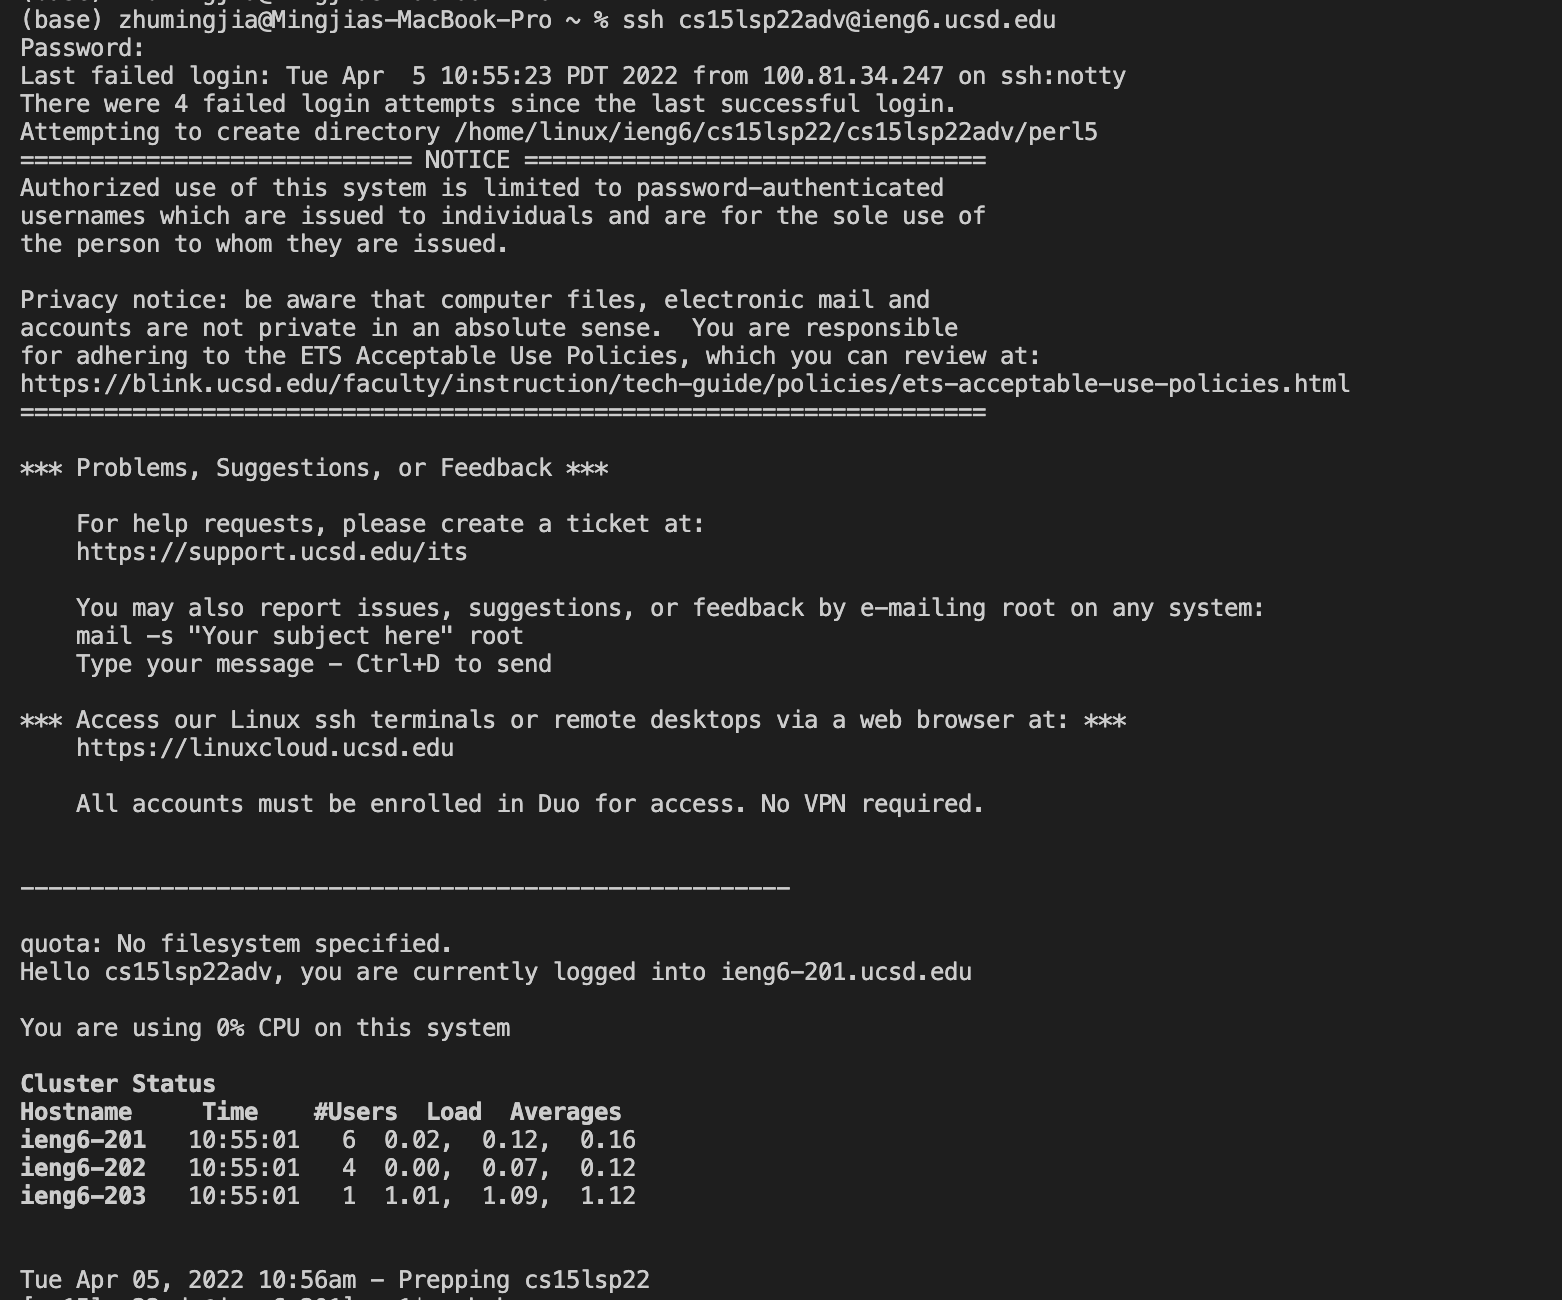 (base) zhumingjia@Mingjias-MacBook-Pro ~ % ssh cs15lsp22adv@ieng6.ucsd.edu
Password:
Last failed login: Tue Apr  5 10:55:23 PDT 2022 from 100.81.34.247 on ssh:notty
There were 4 failed login attempts since the last successful login.
Attempting to create directory /home/linux/ieng6/cs15lsp22/cs15lsp22adv/perl5
============================ NOTICE =================================
Authorized use of this system is limited to password-authenticated
usernames which are issued to individuals and are for the sole use of
the person to whom they are issued.

Privacy notice: be aware that computer files, electronic mail and
accounts are not private in an absolute sense.  You are responsible
for adhering to the ETS Acceptable Use Policies, which you can review at:
https://blink.ucsd.edu/faculty/instruction/tech-guide/policies/ets-acceptable-use-policies.html
=====================================================================

*** Problems, Suggestions, or Feedback ***

    For help requests, please create a ticket at:
    https://support.ucsd.edu/its

    You may also report issues, suggestions, or feedback by e-mailing root on any system:
    mail -s "Your subject here" root
    Type your message - Ctrl+D to send

*** Access our Linux ssh terminals or remote desktops via a web browser at: ***
    https://linuxcloud.ucsd.edu

    All accounts must be enrolled in Duo for access. No VPN required.


-------------------------------------------------------

quota: No filesystem specified.
Hello cs15lsp22adv, you are currently logged into ieng6-201.ucsd.edu

You are using 0% CPU on this system

Cluster Status
Hostname     Time    #Users  Load  Averages
ieng6-201   10:55:01   6  0.02,  0.12,  0.16
ieng6-202   10:55:01   4  0.00,  0.07,  0.12
ieng6-203   10:55:01   1  1.01,  1.09,  1.12


Tue Apr 05, 2022 10:56am - Prepping cs15lsp22